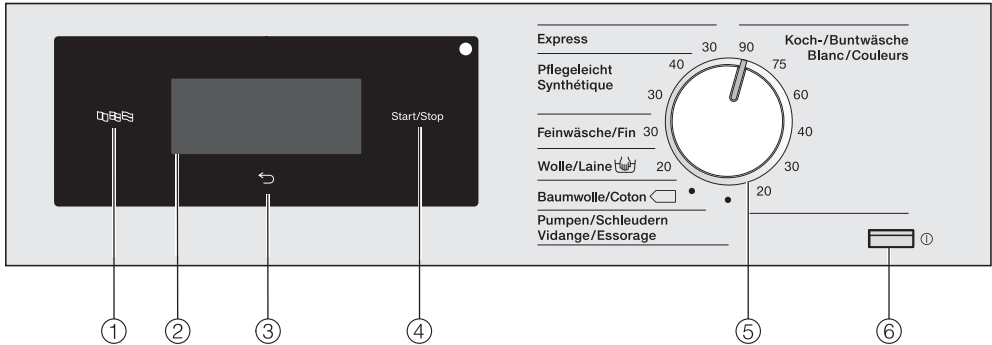 Start/Stop
Express
Pflegeleicht
Synthétique
Feinwäsche/Fin
Wolle/Laine
Baumwolle/Coton
Pumpen/Schleudern
Vidange/Essorage
30
40
30
30
20
90
75
60
40
30
20
Koch-/Buntwäsche
Blanc/Couleurs
① ② ③ ④ ⑤ ⑥